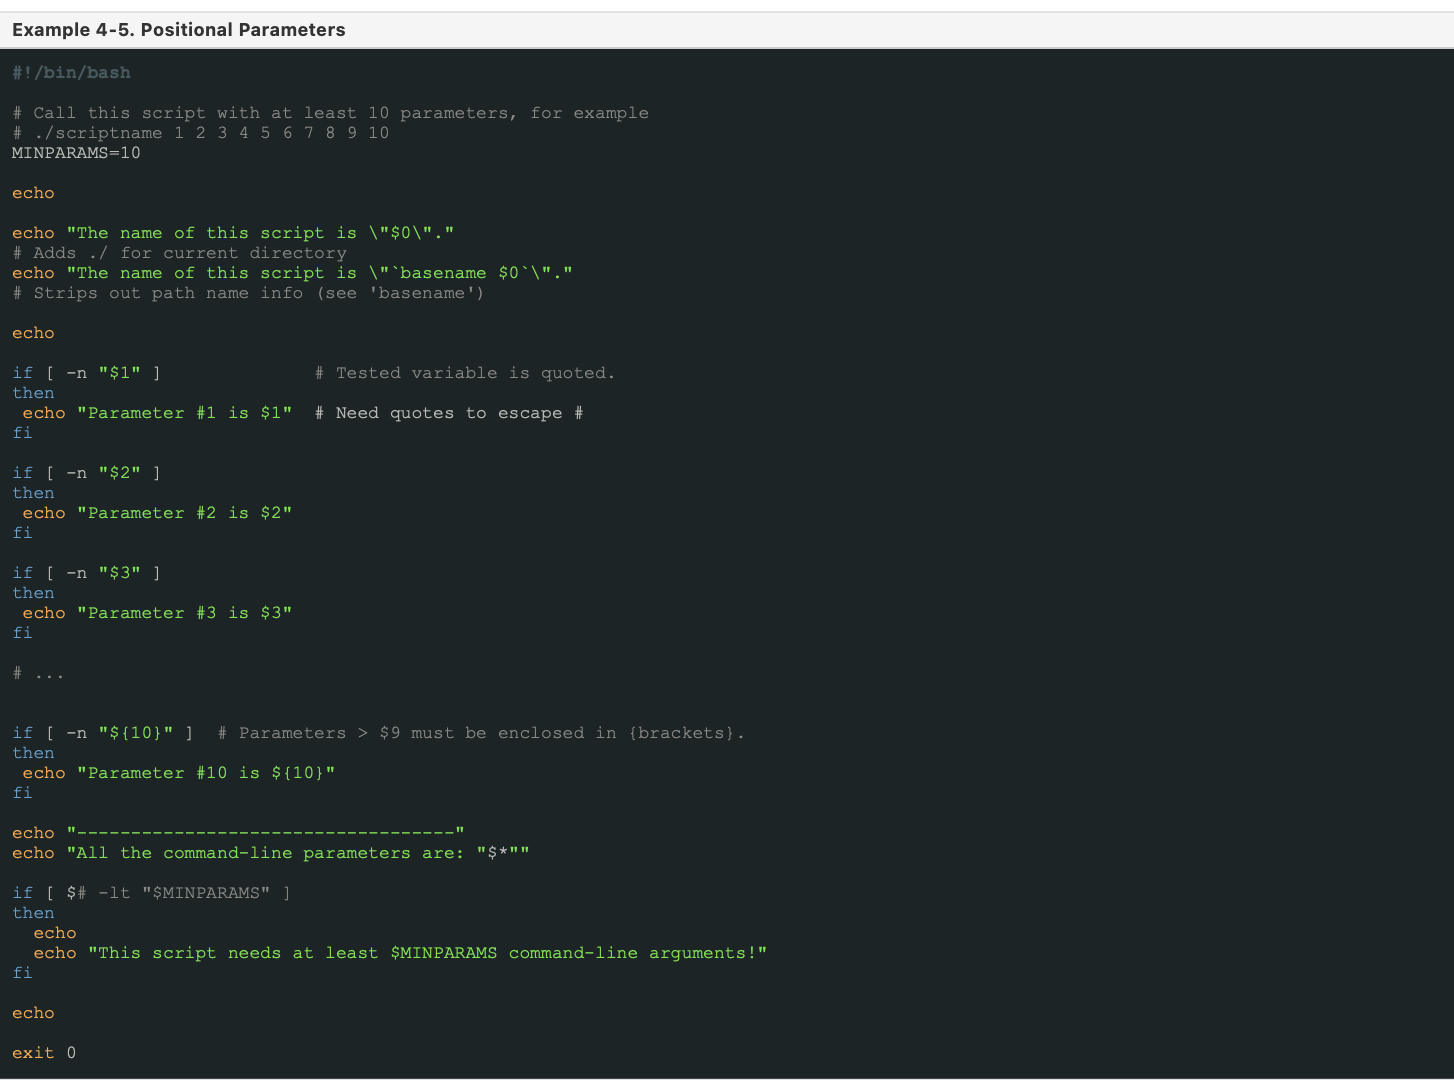 Example 4-5. Positional Parameters
#!/bin/bash
# Call this script with at least 10 parameters, for example
# ./scriptname 1 2 3 4 5 6 7 8 9 10
MINPARAMS=10
echo
echo "The name of this script is \"$0\"."
# Adds ./ for current directory
echo "The name of this script is \"`basename $0`\"."
# Strips out path name info (see 'basename')
echo
if [ -n "$1" ]              # Tested variable is quoted.
then
 echo "Parameter #1 is $1"  # Need quotes to escape #
fi
if [ -n "$2" ]
then
 echo "Parameter #2 is $2"
fi
if [ -n "$3" ]
then
 echo "Parameter #3 is $3"
fi
# ...
if [ -n "${10}" ]  # Parameters > $9 must be enclosed in {brackets}.
then
 echo "Parameter #10 is ${10}"
fi
echo "-----------------------------------"
echo "All the command-line parameters are: "$*""
if [ $# -lt "$MINPARAMS" ]
then
  echo
  echo "This script needs at least $MINPARAMS command-line arguments!"
fi
echo
exit 0